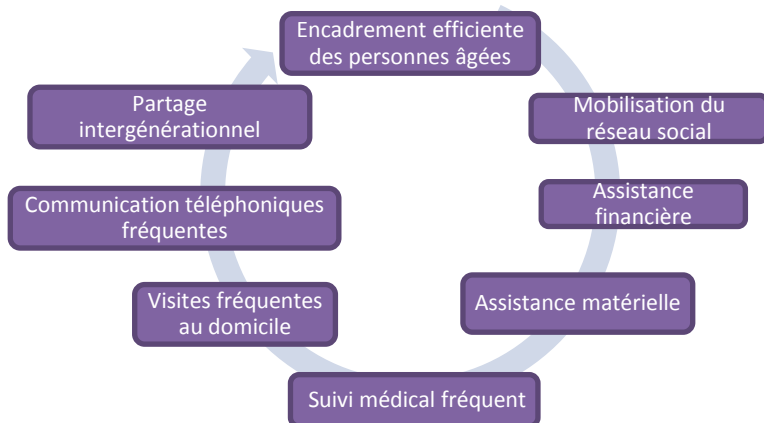 Encadrement efficiente
des personnes âgées
Mobilisation du
réseau social
Assistance
financière
Assistance matérielle
Suivi médical fréquent
Visites fréquentes
au domicile
Communication téléphoniques
fréquentes
Partage
intergénérationnel